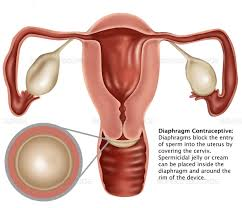 Diaphragm Contraceptive:
Diaphragms block the entry
of sperm into the uterus by
covering the cervix.
Spermicidal jelly or cream
can be placed inside the
diaphragm and around the
rim of the device.